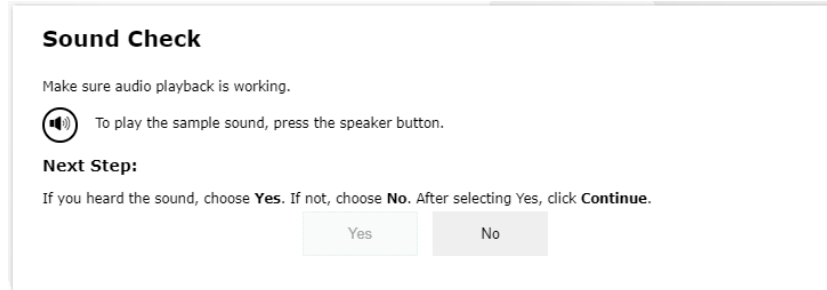 Sound Check
Make sure audio playback is working.
To play the sample sound, press the speaker button.
Next Step:
If you heard the sound, choose Yes. If not, choose No. After selecting Yes, click Continue.
Yes No